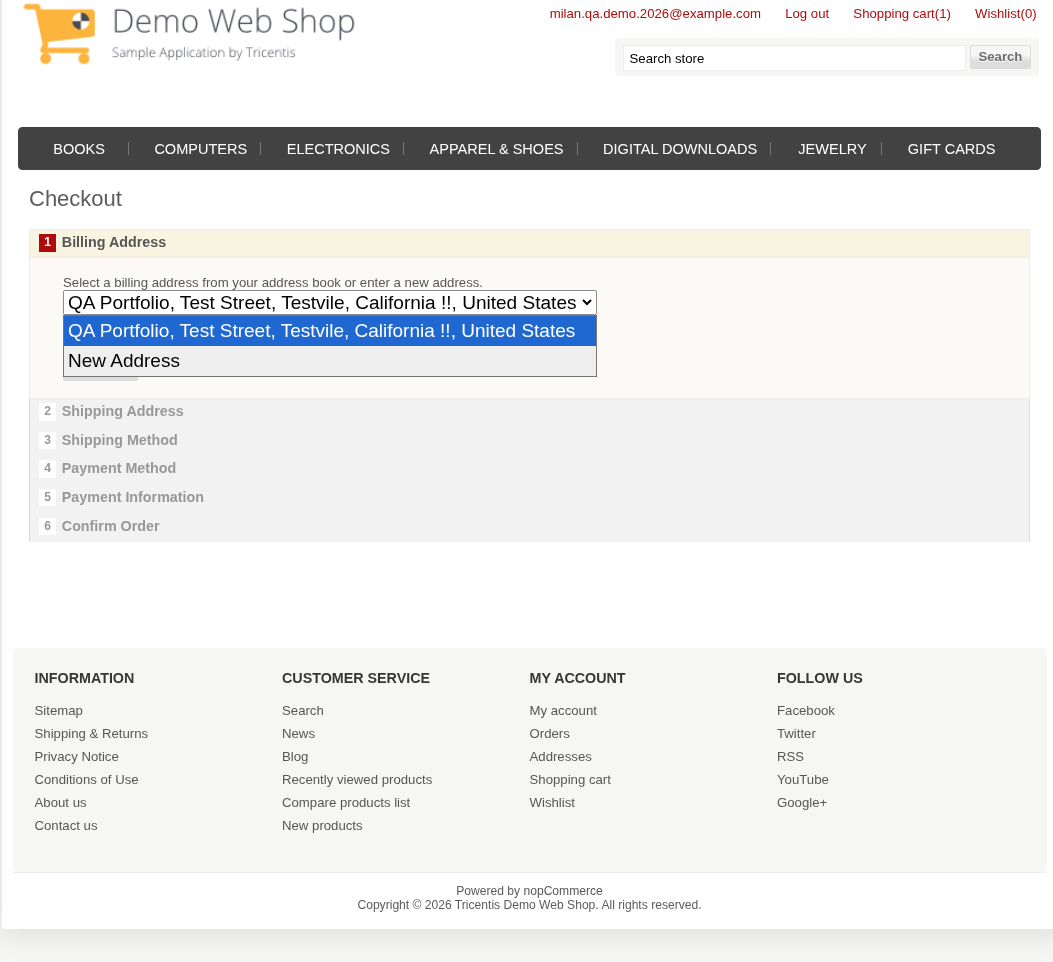 Demo Web Shop
Sample Application by Tricentis
milan.qa.demo.2026@example.com Log out Shopping cart(1) Wishlist(0)
Search store Search
BOOKS COMPUTERS ELECTRONICS APPAREL & SHOES DIGITAL DOWNLOADS JEWELRY GIFT CARDS
Checkout
1 Billing Address
Select a billing address from your address book or enter a new address.
QA Portfolio, Test Street, Testvile, California !!, United States
QA Portfolio, Test Street, Testvile, California !!, United States
New Address
2 Shipping Address
3 Shipping Method
4 Payment Method
5 Payment Information
6 Confirm Order
INFORMATION
Sitemap
Shipping & Returns
Privacy Notice
Conditions of Use
About us
Contact us
CUSTOMER SERVICE
Search
News
Blog
Recently viewed products
Compare products list
New products
MY ACCOUNT
My account
Orders
Addresses
Shopping cart
Wishlist
FOLLOW US
Facebook
Twitter
RSS
YouTube
Google+
Powered by nopCommerce
Copyright © 2026 Tricentis Demo Web Shop. All rights reserved.